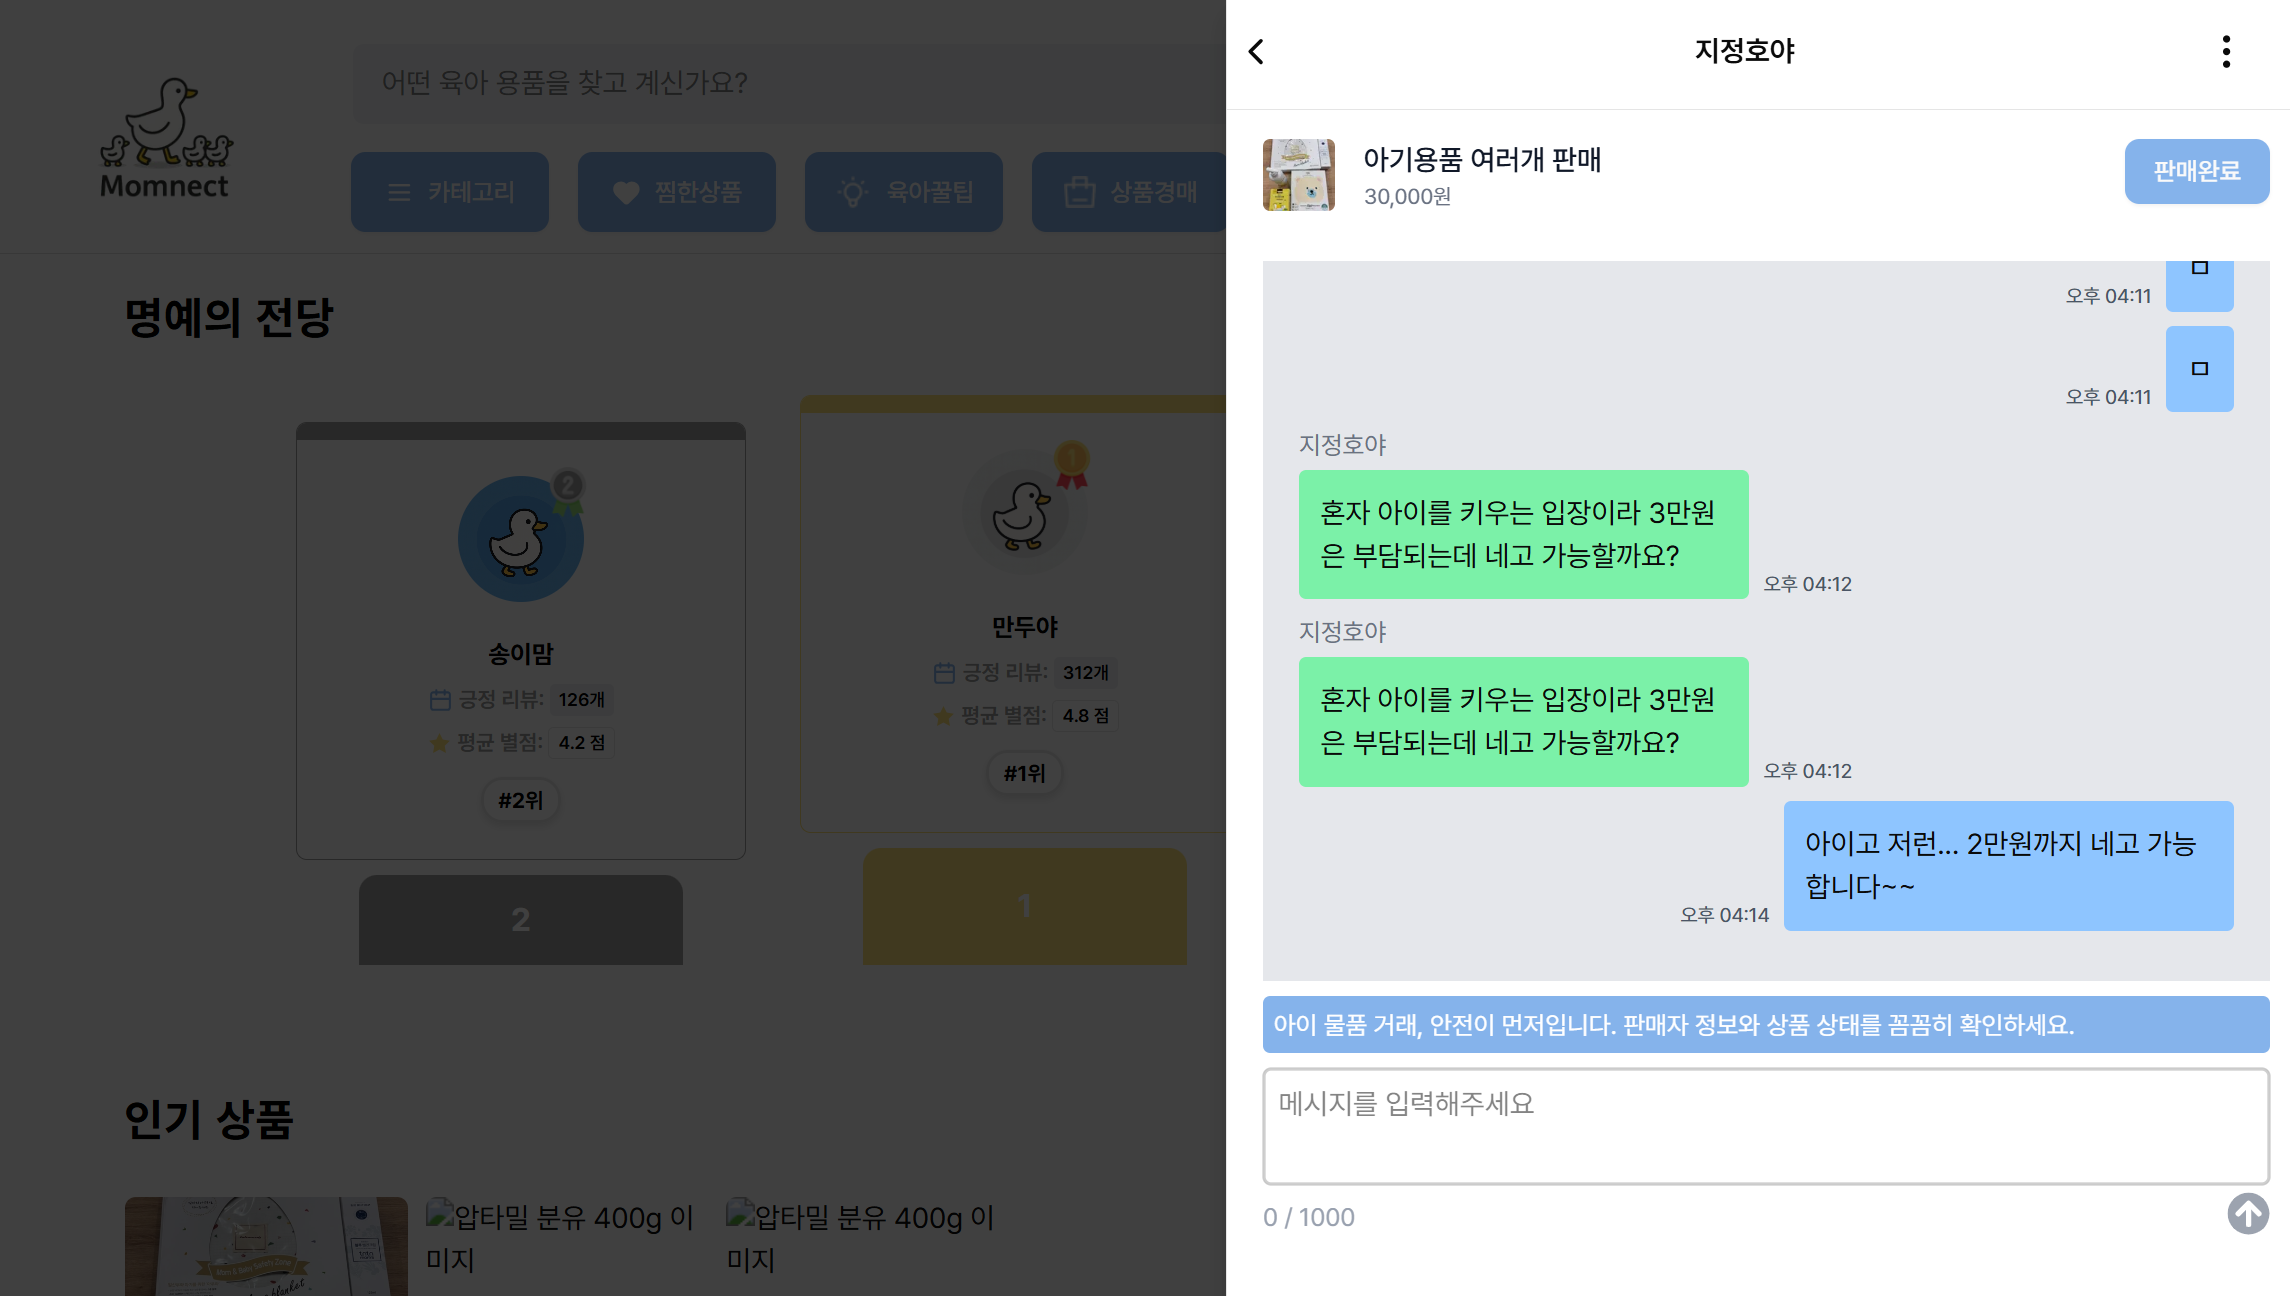 어떤 육아 용품을 찾고 계신가요?
Momnect
카테고리
찜한상품
육아꿀팁
상품경매
명예의 전당
2
송이맘
긍정 리뷰: 126개
평균 별점: 4.2 점
#2위
2
1
만두야
긍정 리뷰: 312개
평균 별점: 4.8 점
#1위
1
인기 상품
압타밀 분유 400g 이
미지
압타밀 분유 400g 이
미지
지정호야
아기용품 여러개 판매
30,000원
판매완료
ㅁ
오후 04:11
ㅁ
오후 04:11
지정호야
혼자 아이를 키우는 입장이라 3만원
은 부담되는데 네고 가능할까요?
오후 04:12
지정호야
혼자 아이를 키우는 입장이라 3만원
은 부담되는데 네고 가능할까요?
오후 04:12
아이고 저런... 2만원까지 네고 가능
합니다~~
오후 04:14
아이 물품 거래, 안전이 먼저입니다. 판매자 정보와 상품 상태를 꼼꼼히 확인하세요.
메시지를 입력해주세요
0 / 1000